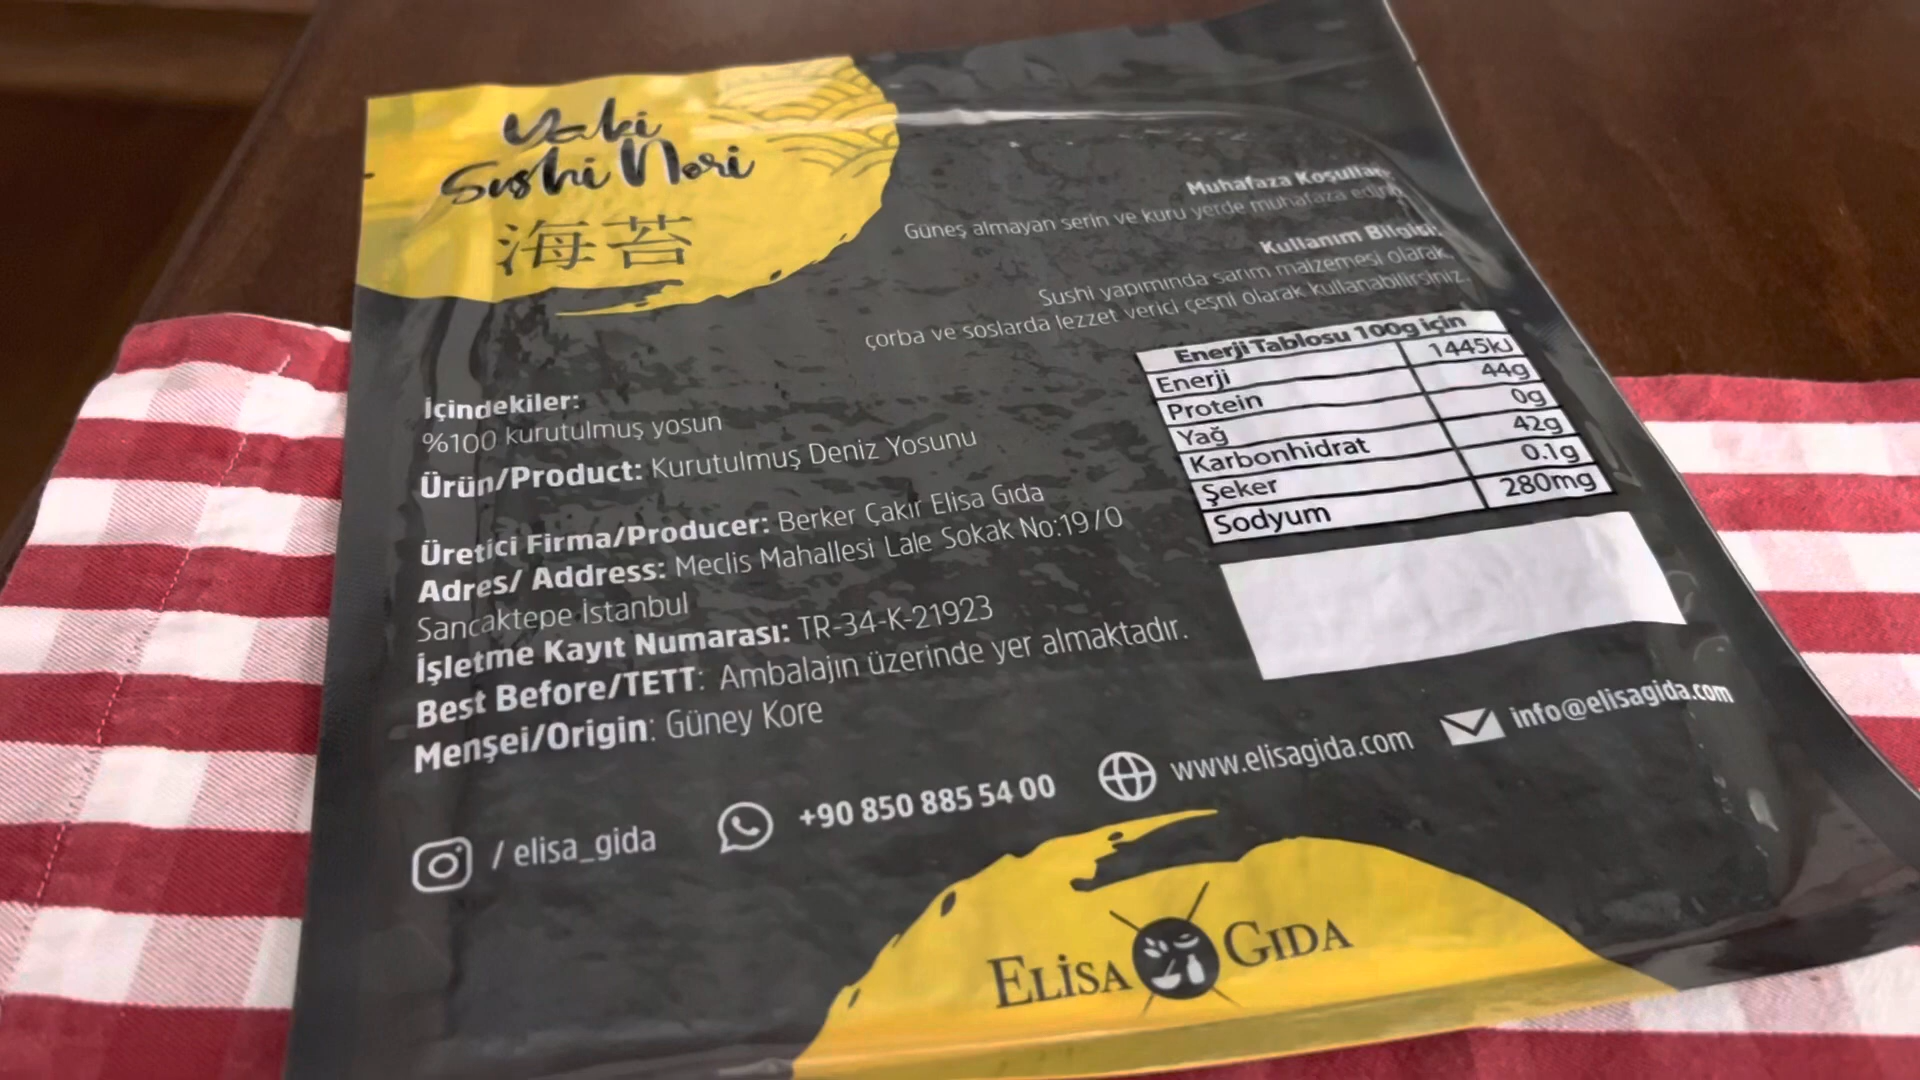 Yaki
Sushi Nori
海苔
Muhafaza Koşulları:
Güneş almayan serin ve kuru yerde muhafaza ediniz.
Kullanım Bilgisi:
Sushi yapımında sarım malzemesi olarak,
çorba ve soslarda lezzet verici çeşni olarak kullanabilirsiniz.
Enerji Tablosu 100g için
Enerji 1445kJ
Protein 44g
Yağ 0g
Karbonhidrat 42g
Şeker 0.1g
Sodyum 280mg
İçindekiler:
%100 kurutulmuş yosun
Ürün/Product: Kurutulmuş Deniz Yosunu
Üretici Firma/Producer: Berker Çakır Elisa Gıda
Adres/ Address: Meclis Mahallesi Lale Sokak No:19/0
Sancaktepe İstanbul
İşletme Kayıt Numarası: TR-34-K-21923
Best Before/TETT: Ambalajın üzerinde yer almaktadır.
Menşei/Origin: Güney Kore
/ elisa_gida
+90 850 885 54 00
www.elisagida.com
info@elisagida.com
ELİSA GIDA